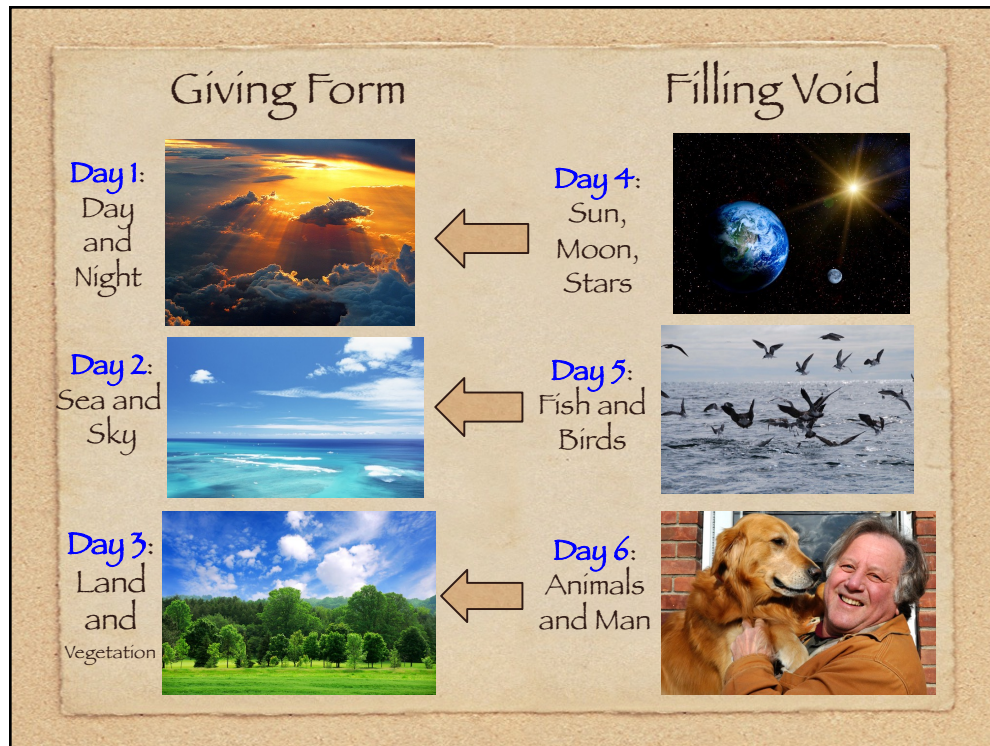 Giving Form
Filling Void
Day 1:
Day
and
Night
Day 4:
Sun,
Moon,
Stars
Day 2:
Sea and
Sky
Day 5:
Fish and
Birds
Day 3:
Land
and
Vegetation
Day 6:
Animals
and Man